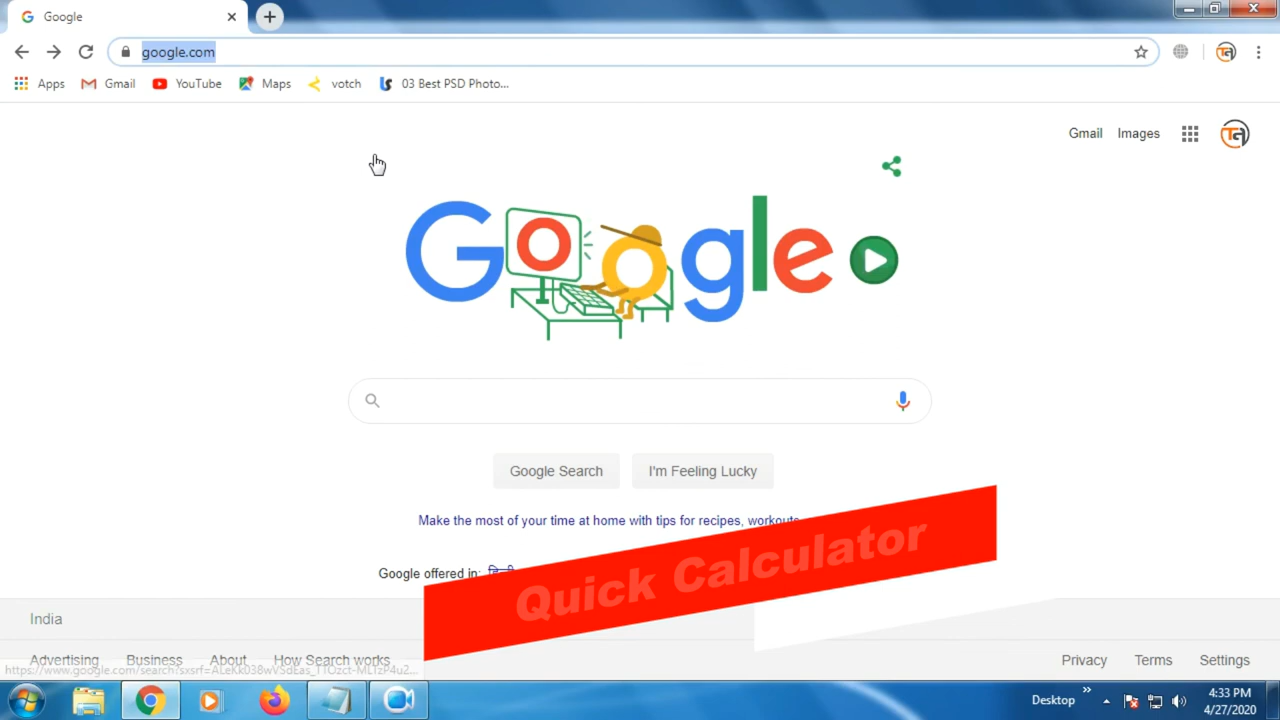 Google
google.com
Apps
Gmail
YouTube
Maps
votch
03 Best PSD Photo...
Gmail
Images
Google
Google Search
I'm Feeling Lucky
Make the most of your time at home with tips for recipes, workouts
Google offered in:
Quick Calculator
India
Advertising
Business
About
How Search works
Privacy
Terms
Settings
Desktop
4:33 PM
4/27/2020